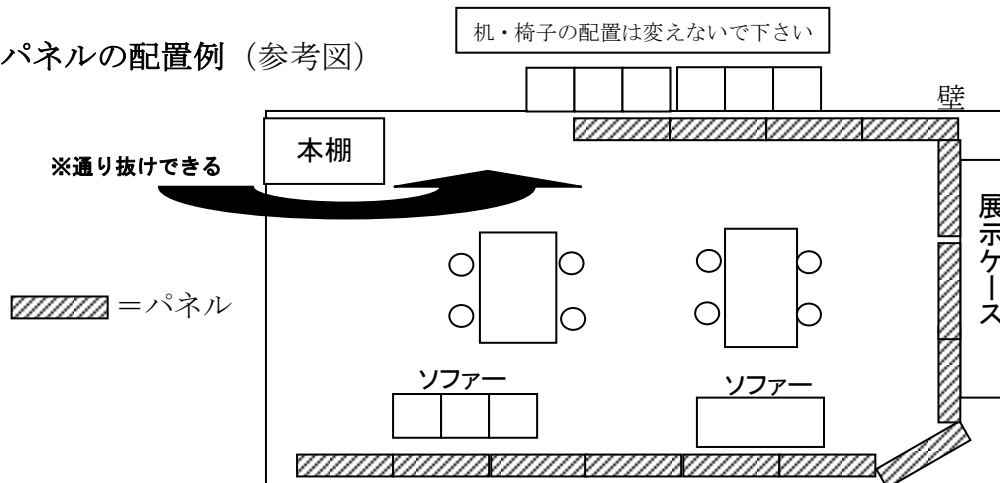 机・椅子の配置は変えないで下さい
パネルの配置例（参考図）
壁
本棚
※通り抜けできる
展示ケース
＝パネル
ソファー
ソファー